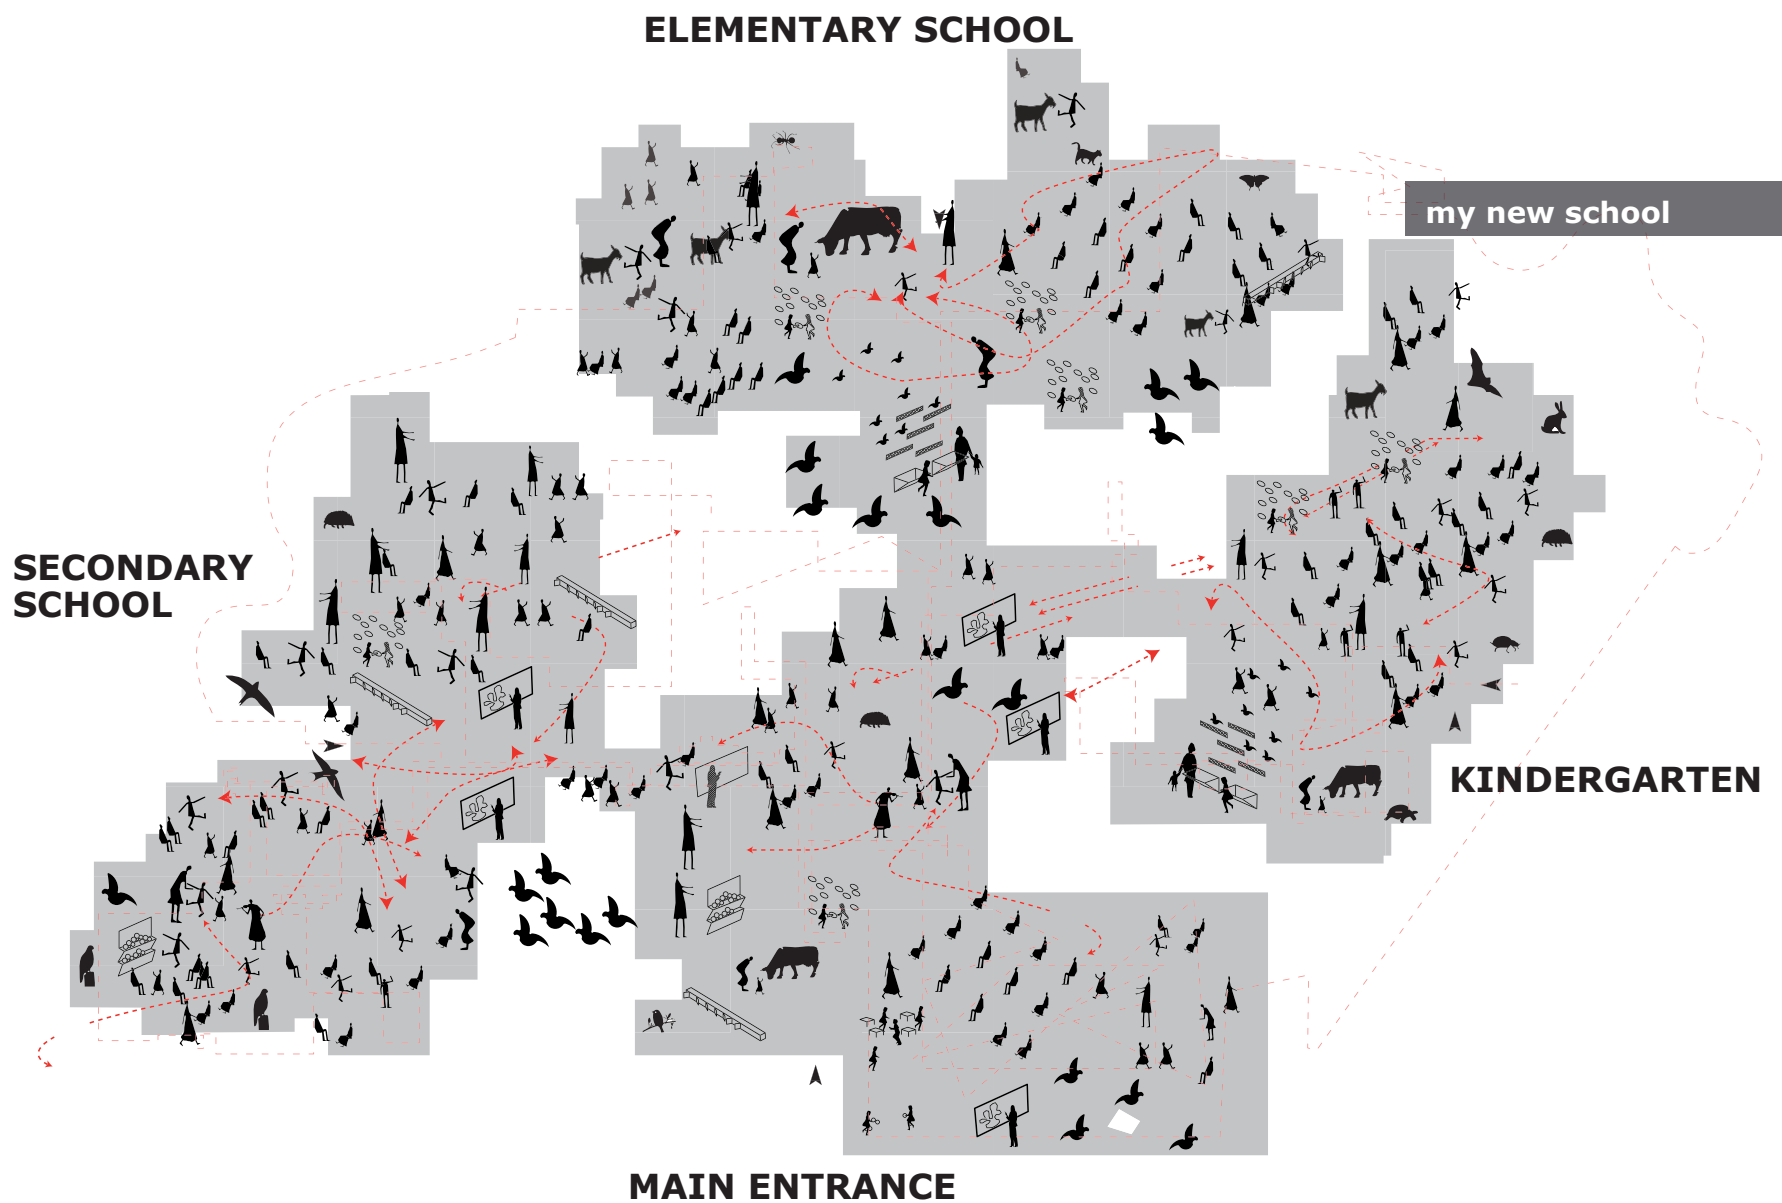 ELEMENTARY SCHOOL
my new school
SECONDARY
SCHOOL
KINDERGARTEN
MAIN ENTRANCE